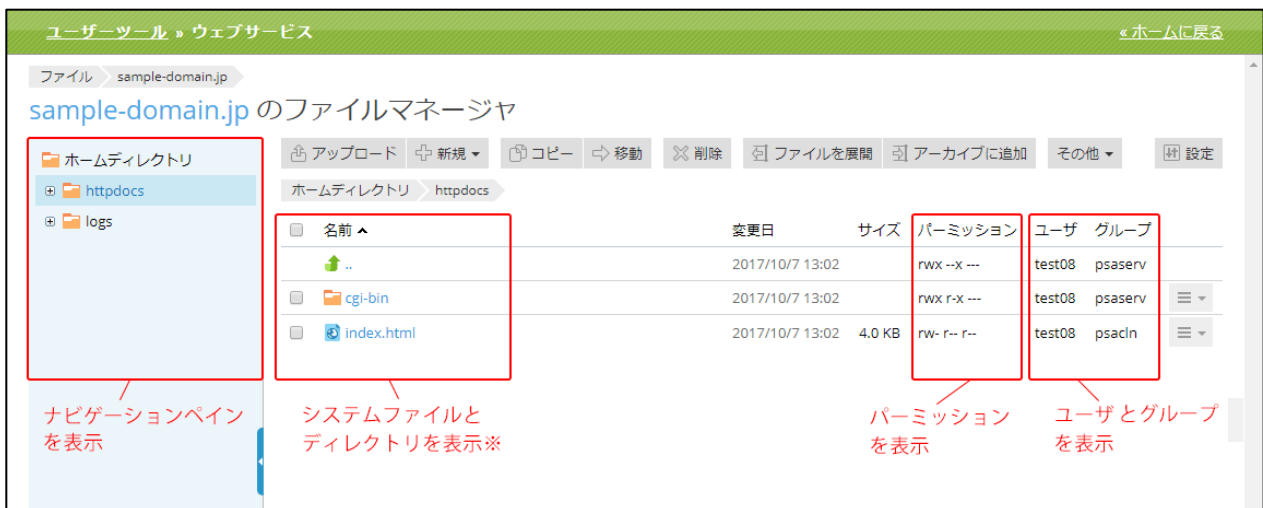 ユーザーツール » ウェブサービス
« ホームに戻る
ファイル sample-domain.jp
sample-domain.jp のファイルマネージャ
ホームディレクトリ
httpdocs
logs
アップロード 新規 コピー 移動 削除 ファイルを展開 アーカイブに追加 その他 設定
ホームディレクトリ httpdocs
名前 変更日 サイズ パーミッション ユーザ グループ
.. 2017/10/7 13:02 rwx --x --- test08 psaserv
cgi-bin 2017/10/7 13:02 rwx r-x --- test08 psaserv
index.html 2017/10/7 13:02 4.0 KB rw- r-- r-- test08 psacln
ナビゲーションペイン
を表示
システムファイルと
ディレクトリを表示※
パーミッション
を表示
ユーザとグループ
を表示